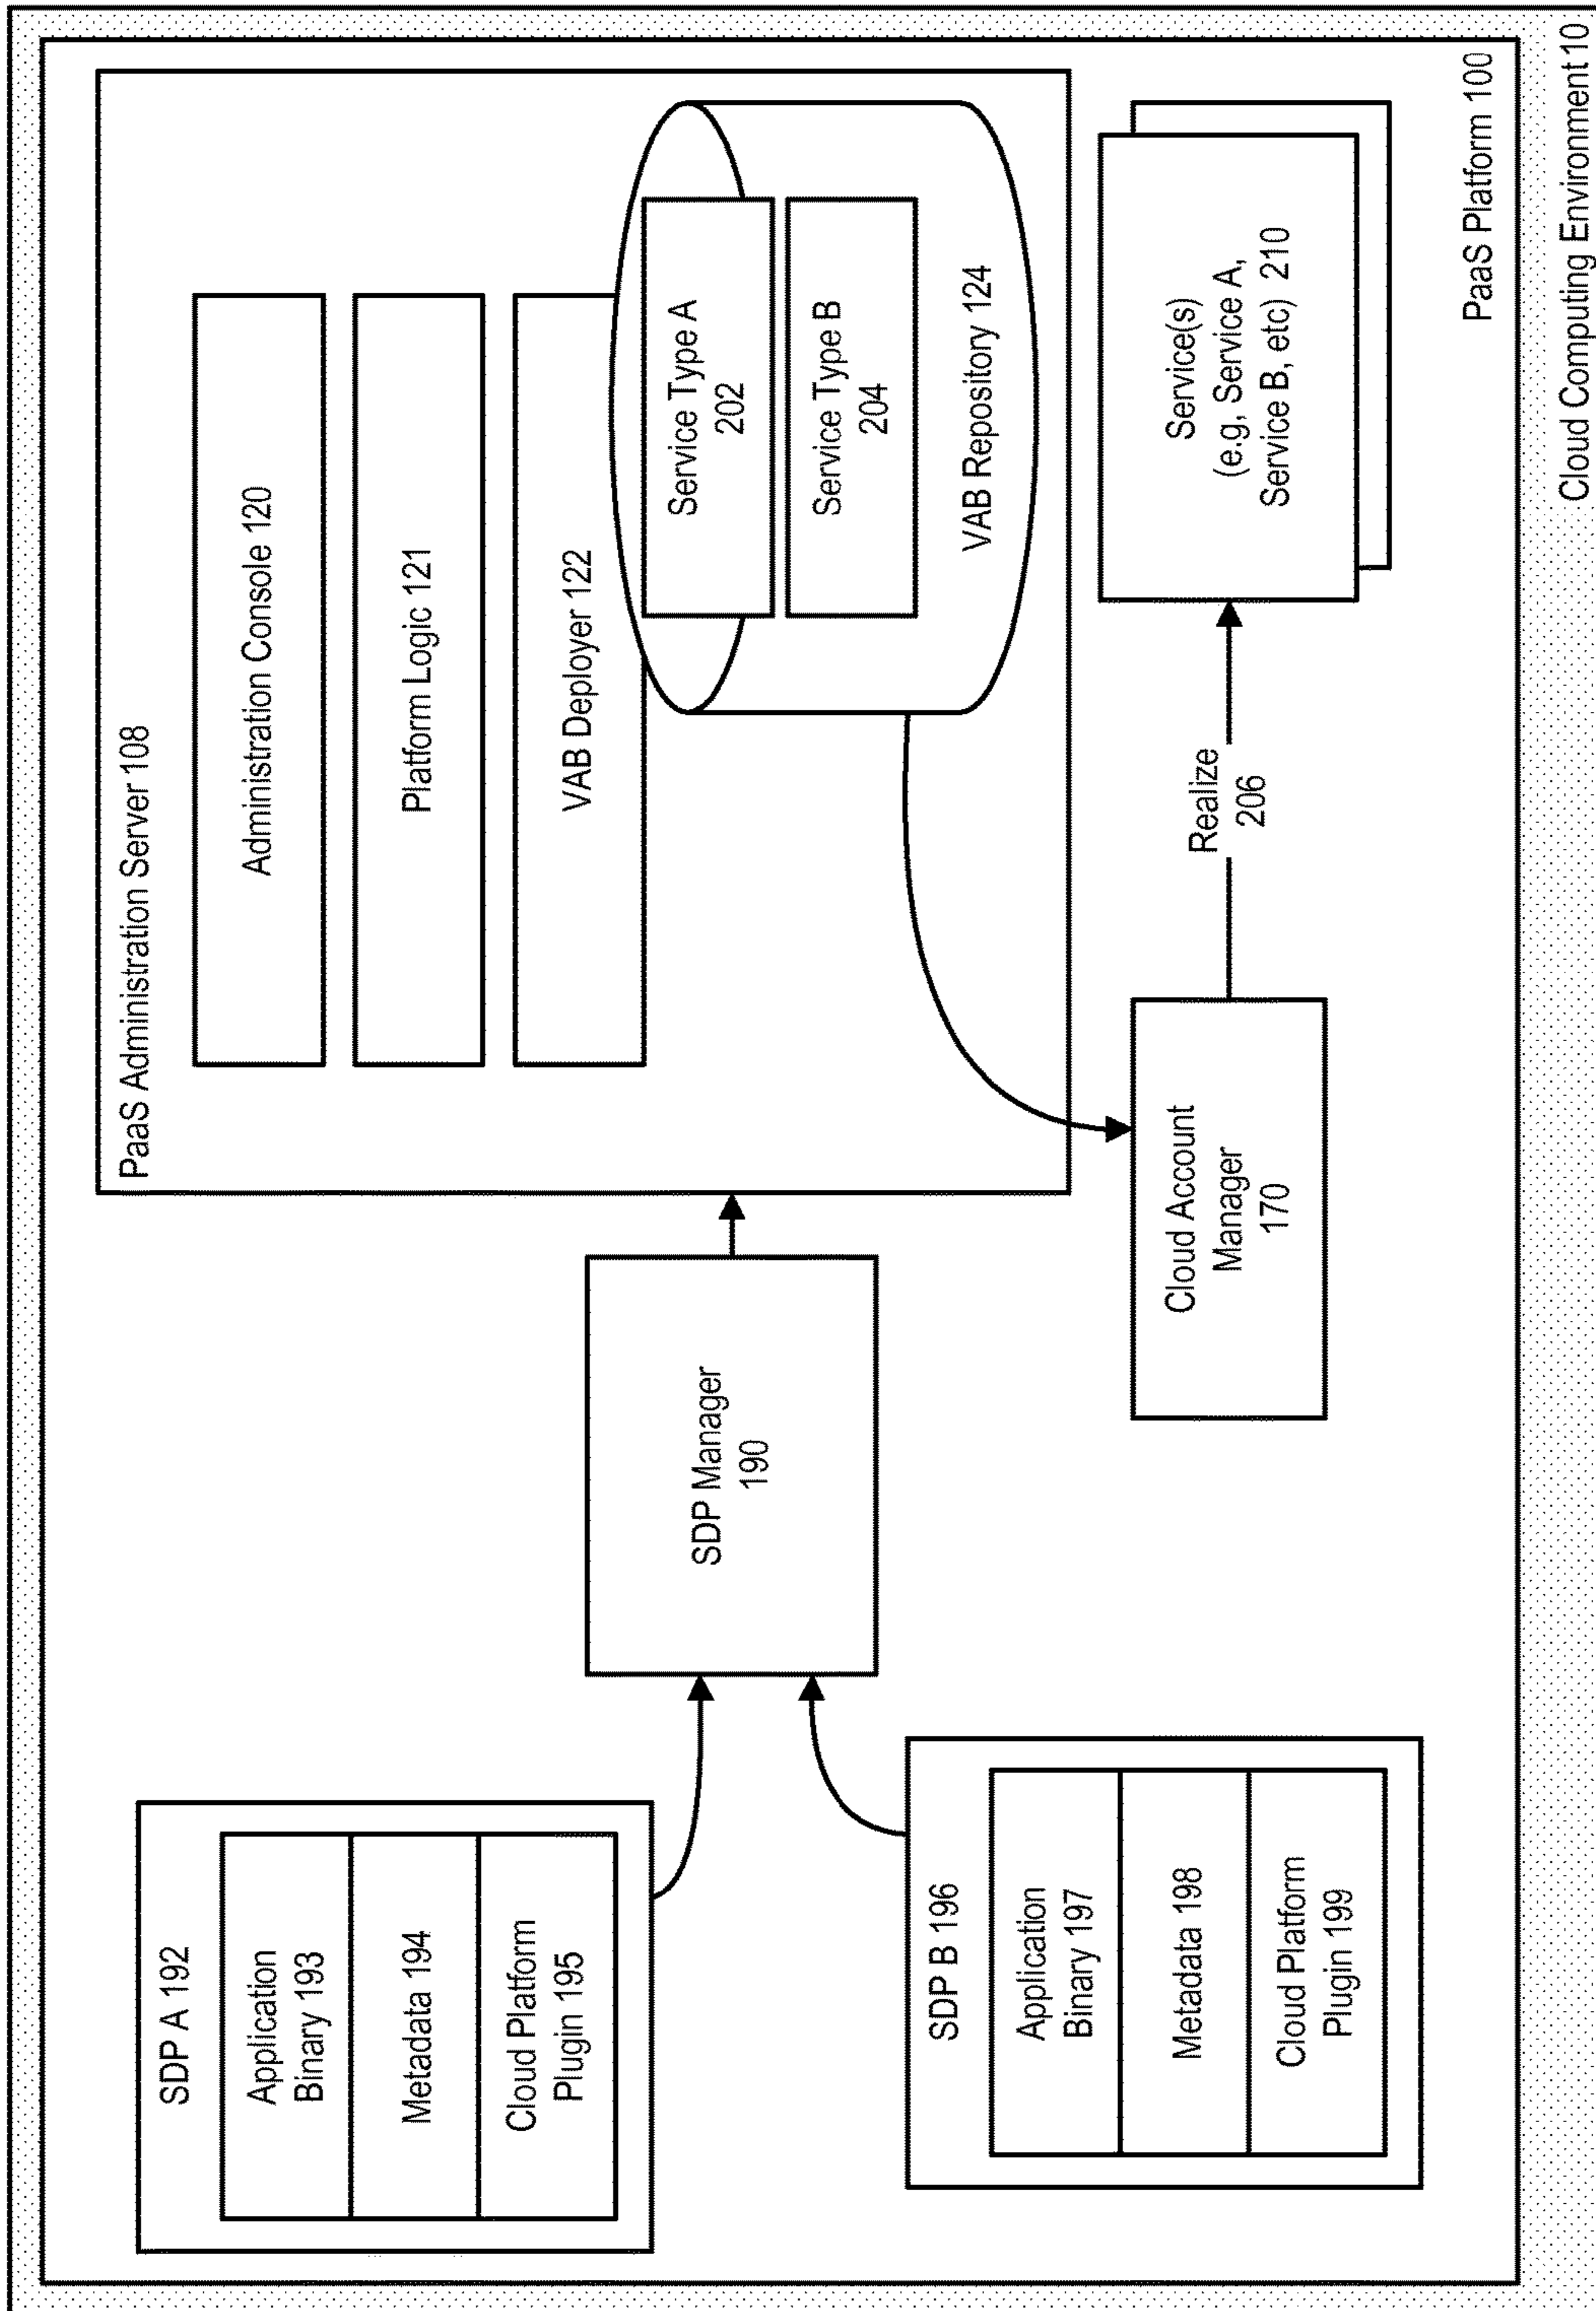 SDP A 192
Application
Binary 193
Metadata 194
Cloud Platform
Plugin 195
SDP B 196
Application
Binary 197
Metadata 198
Cloud Platform
Plugin 199
SDP Manager
190
PaaS Administration Server 108
Administration Console 120
Platform Logic 121
VAB Deployer 122
Service Type A
202
Service Type B
204
VAB Repository 124
Cloud Account
Manager
170
Realize
206
Service(s)
(e.g, Service A,
Service B, etc) 210
PaaS Platform 100
Cloud Computing Environment 10